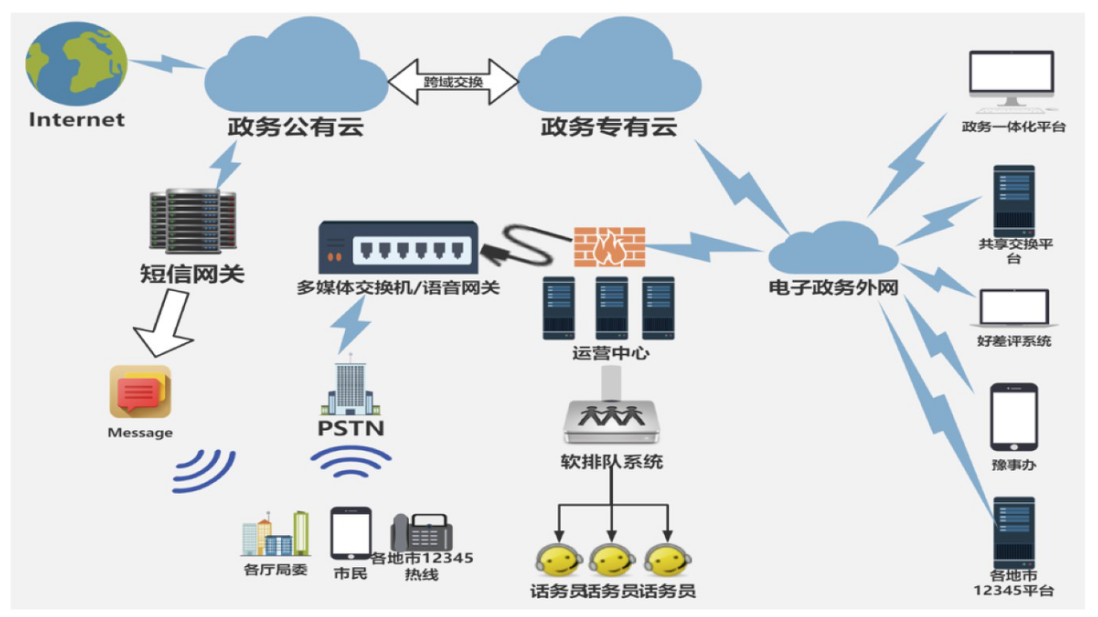 Internet
政务公有云
跨域交换
政务专有云
政务一体化平台
短信网关
多媒体交换机/语音网关
运营中心
电子政务外网
共享交换平
台
好差评系统
Message
PSTN
软排队系统
豫事办
各厅局委
市民
各地市12345
热线
话务员
话务员
话务员
各地市
12345平台